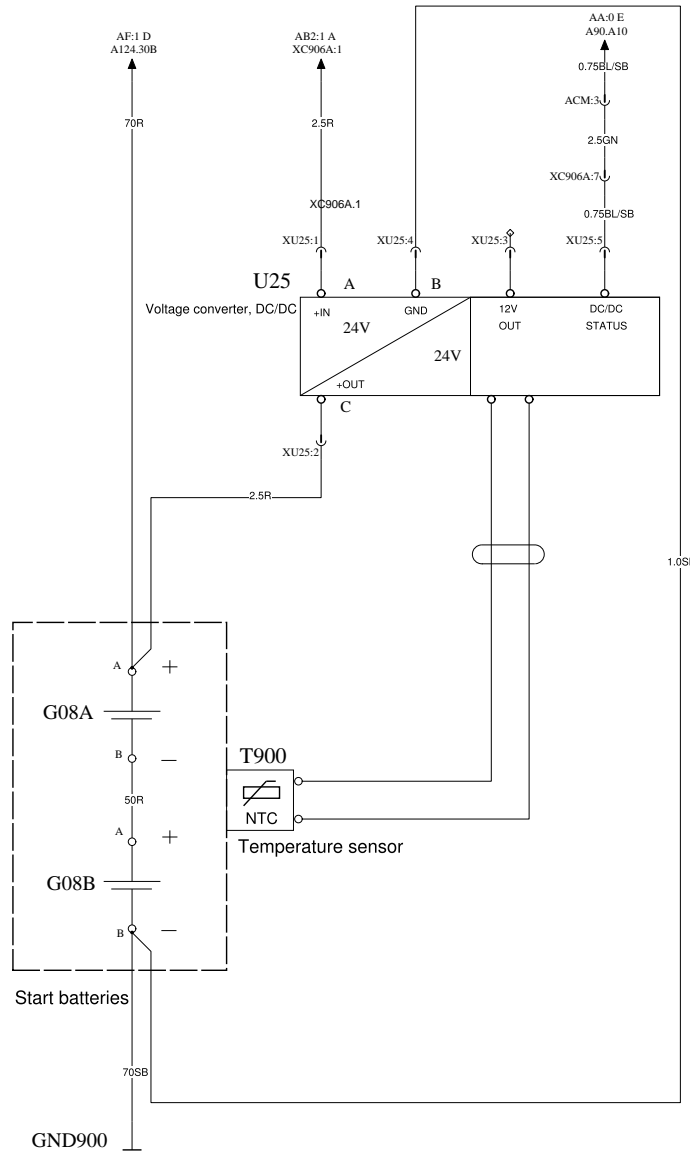 AF:1 D
A124.30B
AB2:1 A
XC906A:1
AA:0 E
A90.A10
0.75BL/SB
ACM:3
70R
2.5R
2.5GN
XC906A:7
XC906A.1
0.75BL/SB
XU25:1
XU25:4
XU25:3
XU25:5
U25
A
B
Voltage converter, DC/DC
+IN
GND
12V
OUT
DC/DC
STATUS
24V
24V
+OUT
C
XU25:2
2.5R
A
+
G08A
B
−
T900
50R
NTC
A
+
Temperature sensor
G08B
B
−
Start batteries
70SB
GND900